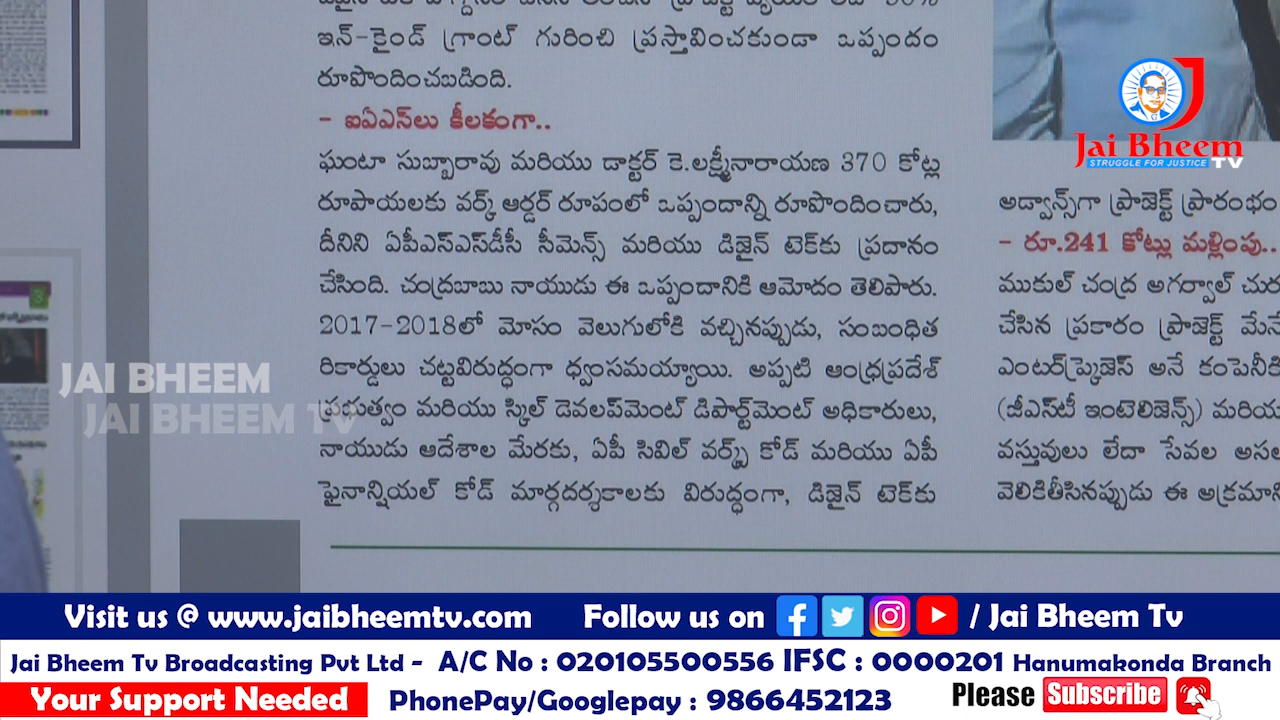 ఇన్-కైండ్ గ్రాంట్ గురించి ప్రస్తావించకుండా ఒప్పందం
రూపొందించబడింది.
- ఐఏఎస్‌లు కీలకంగా..
ఘంటా సుబ్బారావు మరియు డాక్టర్ కె.లక్ష్మీనారాయణ 370 కోట్ల
రూపాయలకు వర్క్ ఆర్డర్ రూపంలో ఒప్పందాన్ని రూపొందించారు,
దీనిని ఏపీఎస్ఎస్‌డీసీ సీమెన్స్ మరియు డిజైన్ టెక్‌కు ప్రదానం
చేసింది. చంద్రబాబు నాయుడు ఈ ఒప్పందానికి ఆమోదం తెలిపారు.
2017-2018లో మోసం వెలుగులోకి వచ్చినప్పుడు, సంబంధిత
రికార్డులు చట్టవిరుద్ధంగా ధ్వంసమయ్యాయి. అప్పటి ఆంధ్రప్రదేశ్
ప్రభుత్వం మరియు స్కిల్ డెవలప్‌మెంట్ డిపార్ట్‌మెంట్ అధికారులు,
నాయుడు ఆదేశాల మేరకు, ఏపీ సివిల్ వర్క్స్ కోడ్ మరియు ఏపీ
ఫైనాన్షియల్ కోడ్ మార్గదర్శకాలకు విరుద్ధంగా, డిజైన్ టెక్‌కు
అడ్వాన్స్‌గా ప్రాజెక్ట్ ప్రారంభం
- రూ.241 కోట్లు మళ్లింపు..
ముకుల్ చంద్ర అగర్వాల్
చేసిన ప్రకారం ప్రాజెక్ట్
అనే
(జీఎస్‌టీ ఇంటెలిజెన్స్)
వస్తువులు లేదా సేవల
వెలికితీసినప్పుడు ఈ
Jai Bheem
STRUGGLE FOR JUSTICE TV
JAI BHEEM
JAI BHEEM TV
Visit us @ www.jaibheemtv.com Follow us on / Jai Bheem Tv
Jai Bheem Tv Broadcasting Pvt Ltd - A/C No : 020105500556 IFSC : 0000201 Hanumakonda Branch
Your Support Needed PhonePay/Googlepay : 9866452123 Please Subscribe